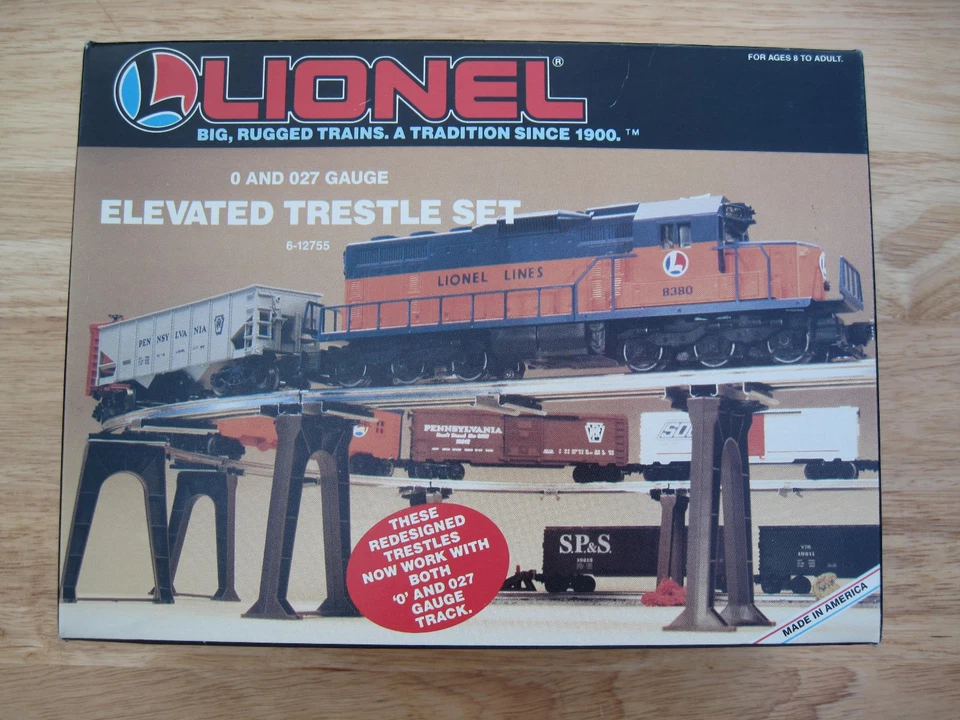 LIONEL®
BIG, RUGGED TRAINS. A TRADITION SINCE 1900.™
FOR AGES 8 TO ADULT.
O AND 027 GAUGE
ELEVATED TRESTLE SET
6-12755
LIONEL LINES
L
8380
PENNSYLVANIA
PENNSYLVANIA
SOO
S.P.&S.
THESE
REDESIGNED
TRESTLES
NOW WORK WITH
BOTH
'O' AND 027
GAUGE
TRACK.
MADE IN AMERICA